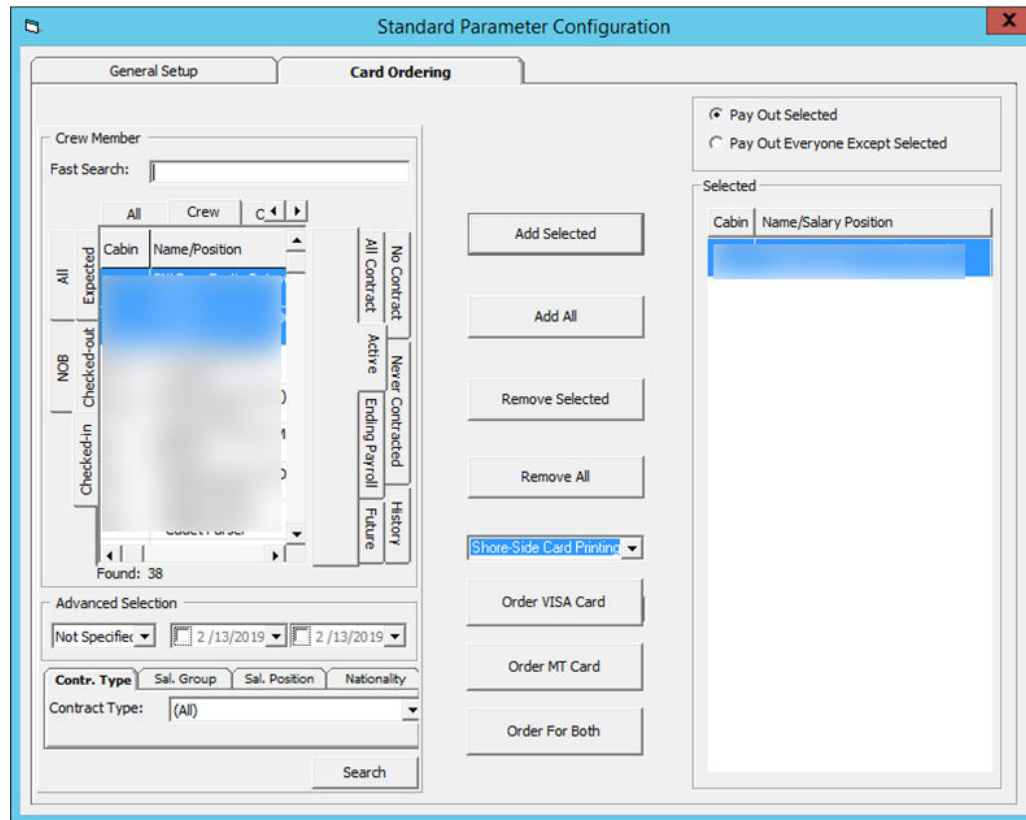 Standard Parameter Configuration
X
General Setup
Card Ordering
Crew Member
Fast Search:
All
Crew
C
Cabin
Name/Position
All
NOB
Expected
Checked-out
Checked-in
All Contract
Active
Ending Payroll
Future
No Contract
Never Contracted
History
Found: 38
Advanced Selection
Not Specifiec
2 /13/2019
2 /13/2019
Contr. Type
Sal. Group
Sal. Position
Nationality
Contract Type:
(All)
Search
Add Selected
Add All
Remove Selected
Remove All
Shore-Side Card Printing
Order VISA Card
Order MT Card
Order For Both
Pay Out Selected
Pay Out Everyone Except Selected
Selected
Cabin
Name/Salary Position